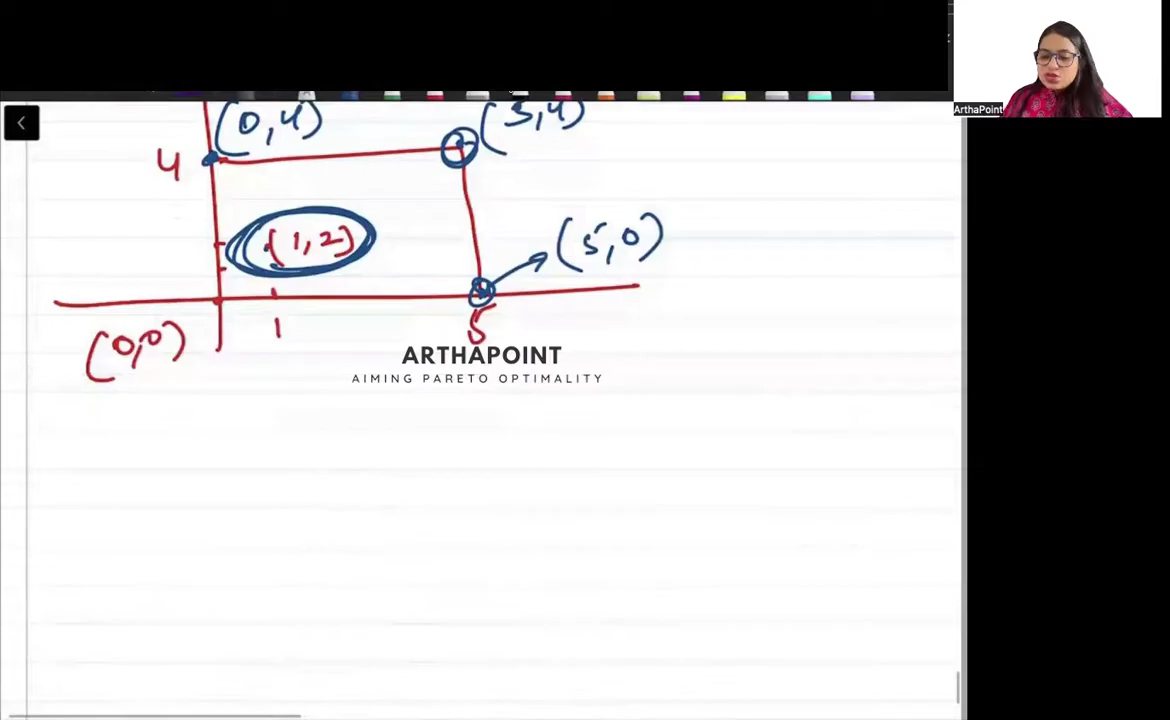 ArthaPoint
(0,4) (5,4)
4
(1,2) (5,0)
1 5
(0,0)
ARTHAPOINT
AIMING PARETO OPTIMALITY